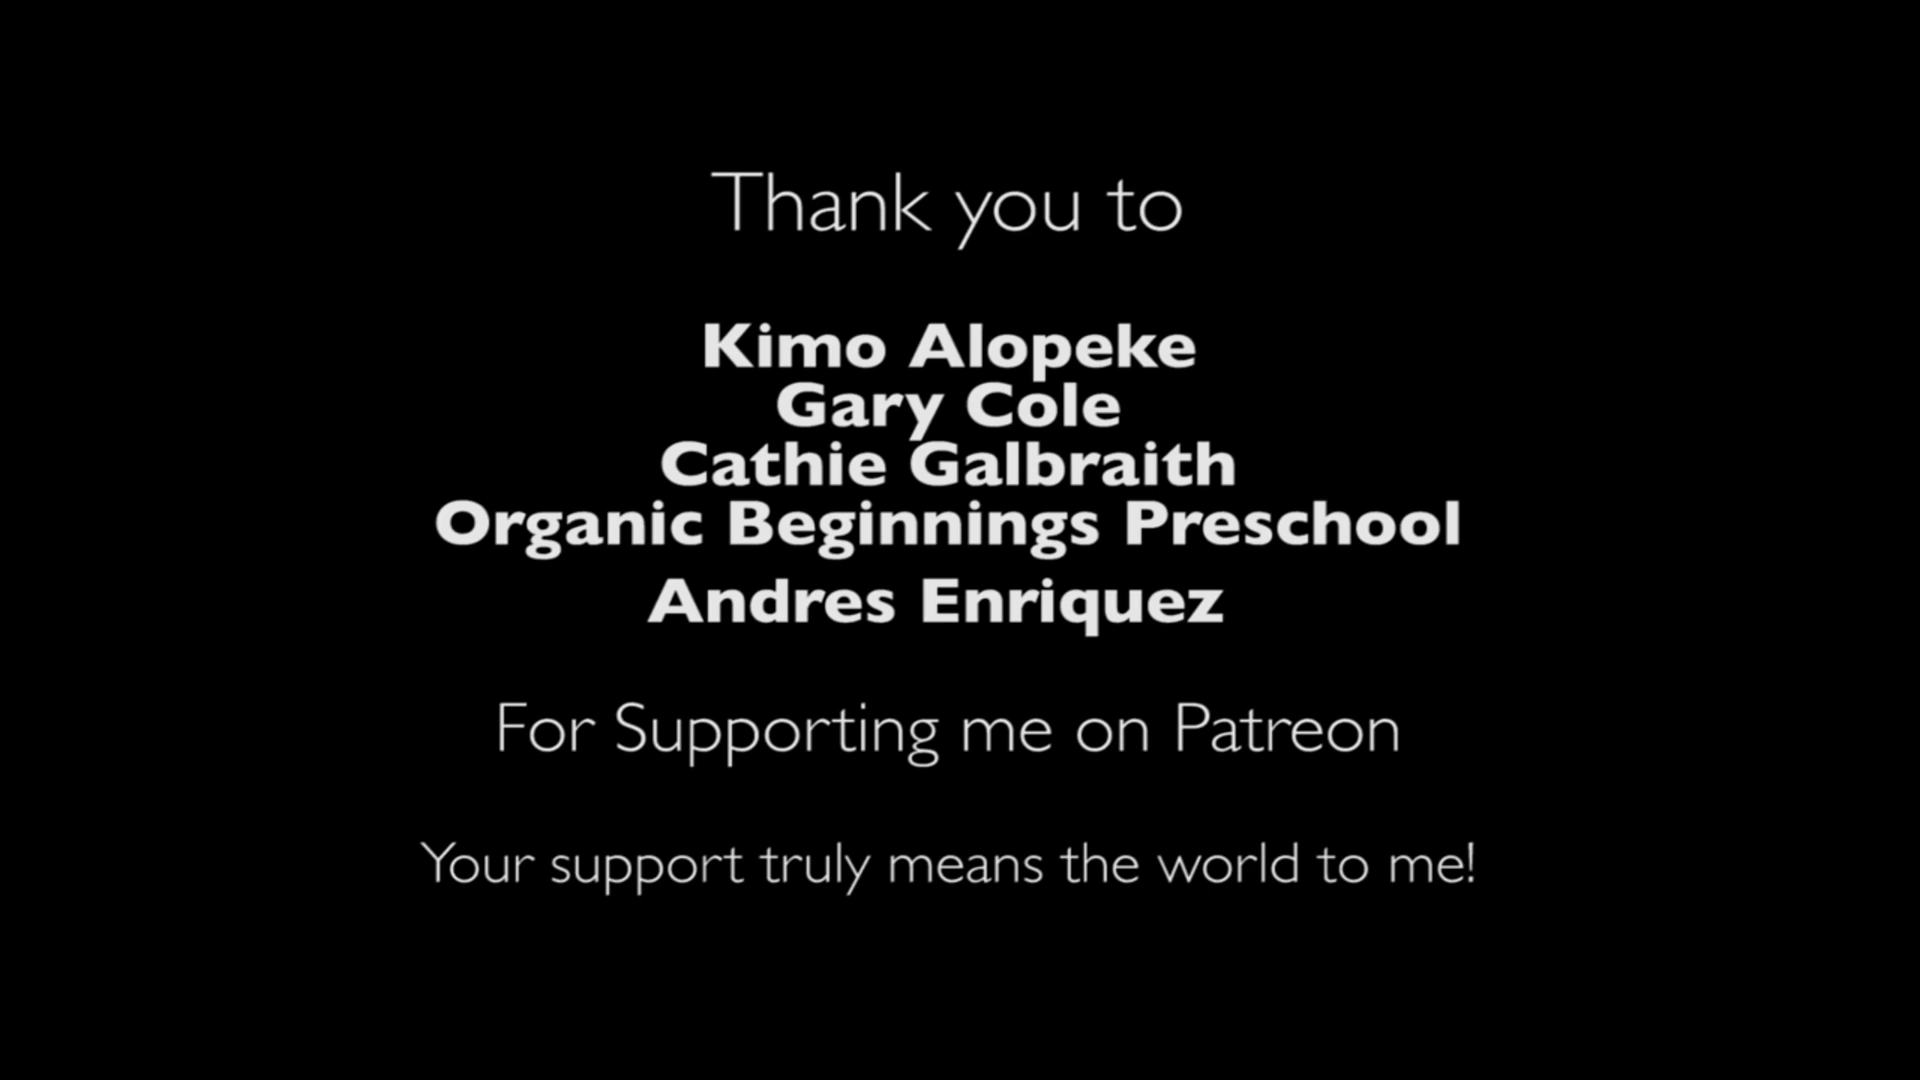 Thank you to
Kimo Alopeke
Gary Cole
Cathie Galbraith
Organic Beginnings Preschool
Andres Enriquez
For Supporting me on Patreon
Your support truly means the world to me!